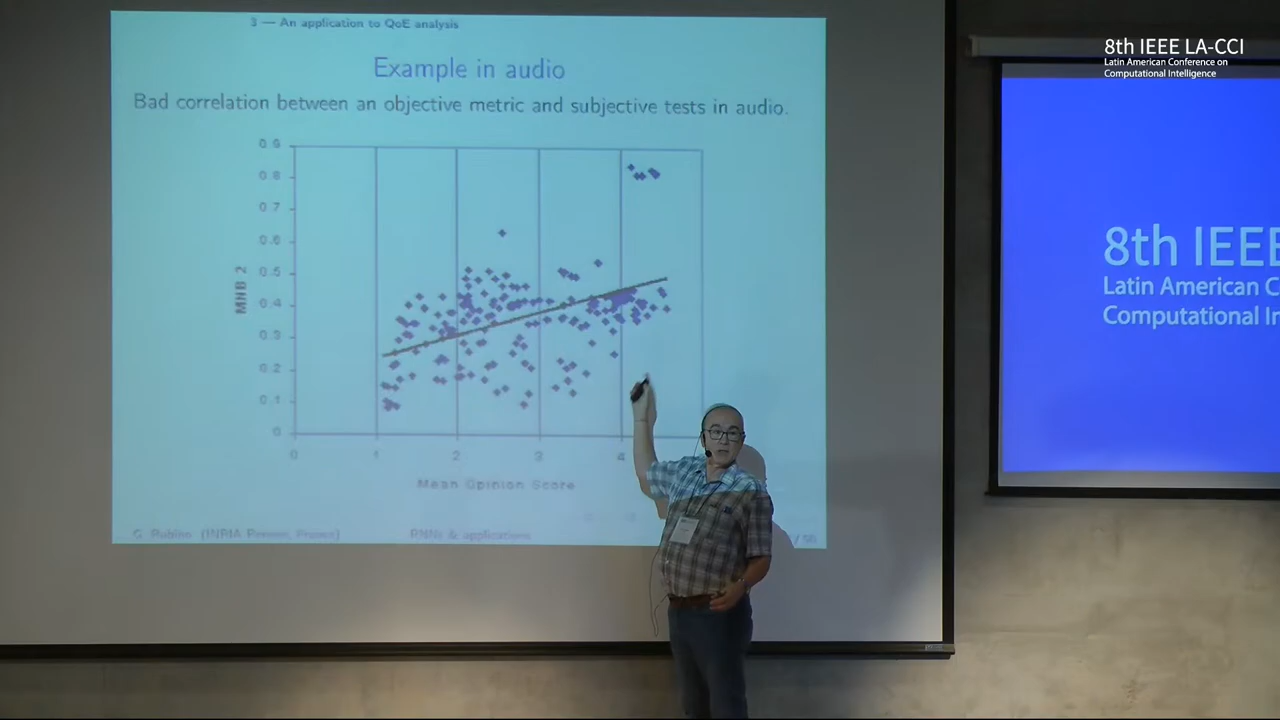 3 — An application to QoE analysis
Example in audio
Bad correlation between an objective metric and subjective tests in audio.
0.9
0.8
0.7
0.6
0.5
0.4
0.3
0.2
0.1
0
MNB 2
0 1 2 3 4
Mean Opinion Score
G. Rubino (INRIA Rennes, France)
RNNs & applications
8th IEEE LA-CCI
Latin American Conference on
Computational Intelligence
8th IEEE
Latin American C
Computational In